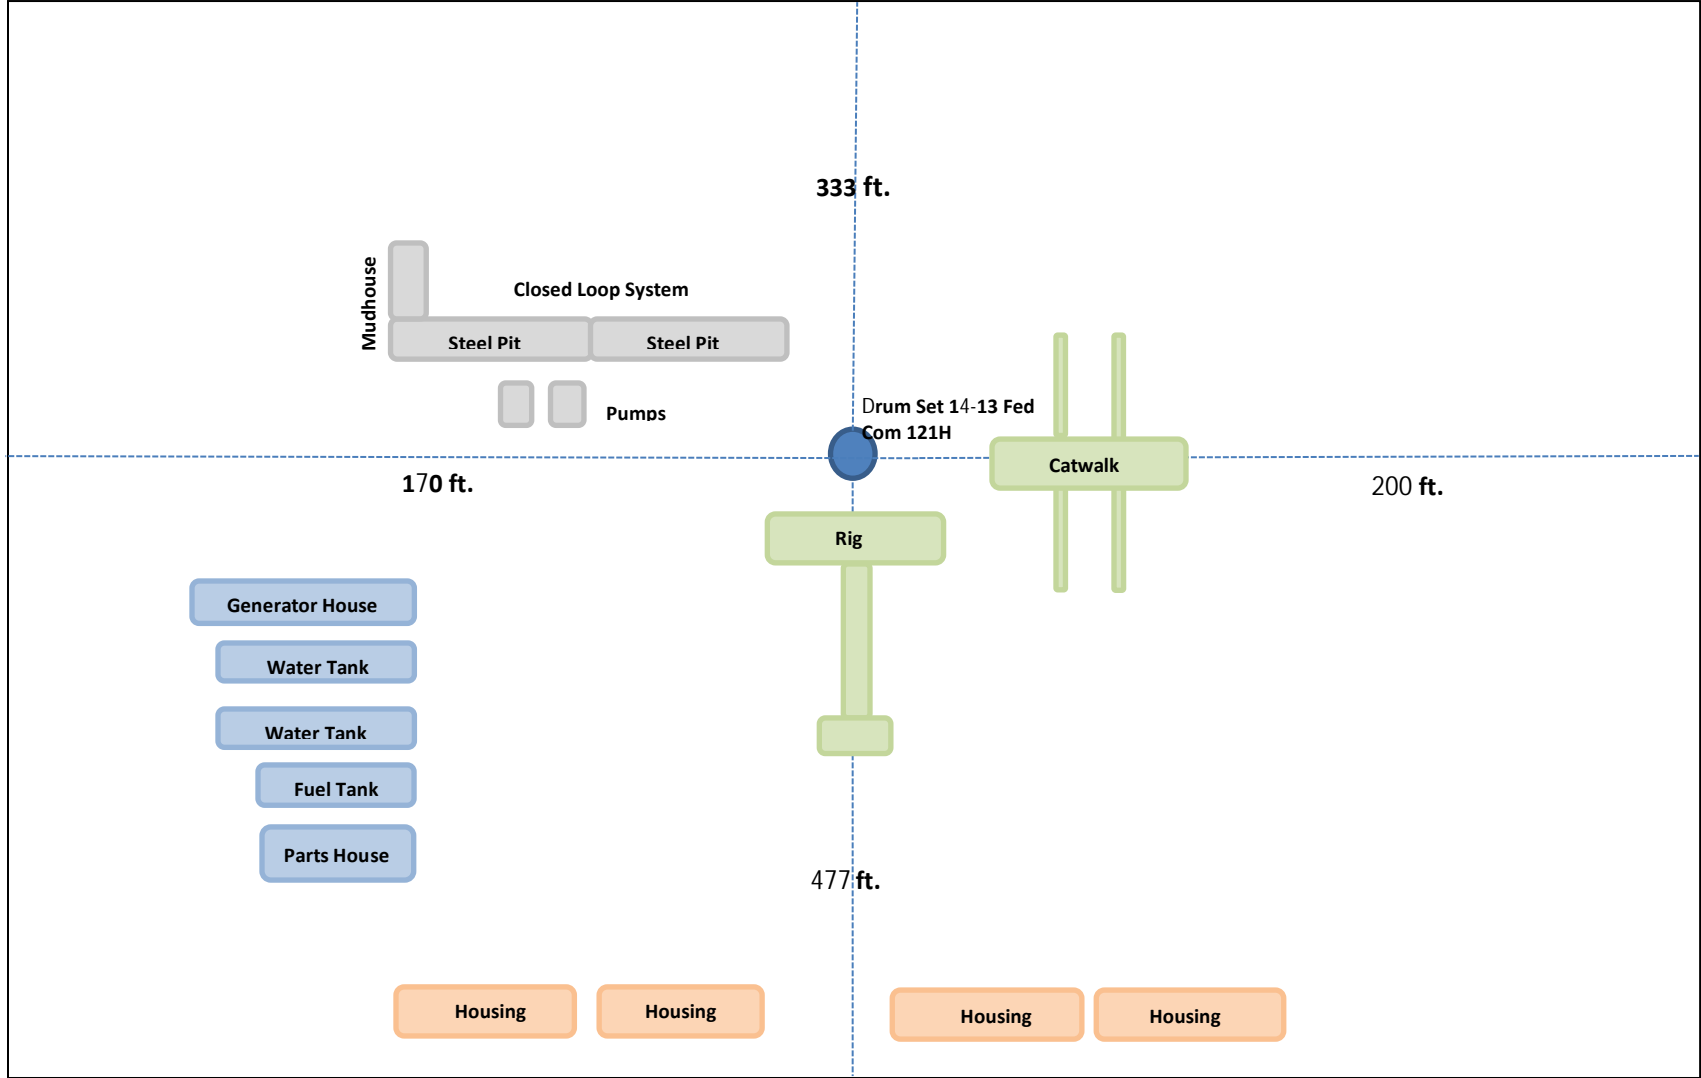 333 ft.
Mudhouse
Closed Loop System
Steel Pit
Steel Pit
Pumps
Drum Set 14-13 Fed
Com 121H
Catwalk
170 ft.
200 ft.
Rig
Generator House
Water Tank
Water Tank
Fuel Tank
Parts House
477 ft.
Housing
Housing
Housing
Housing